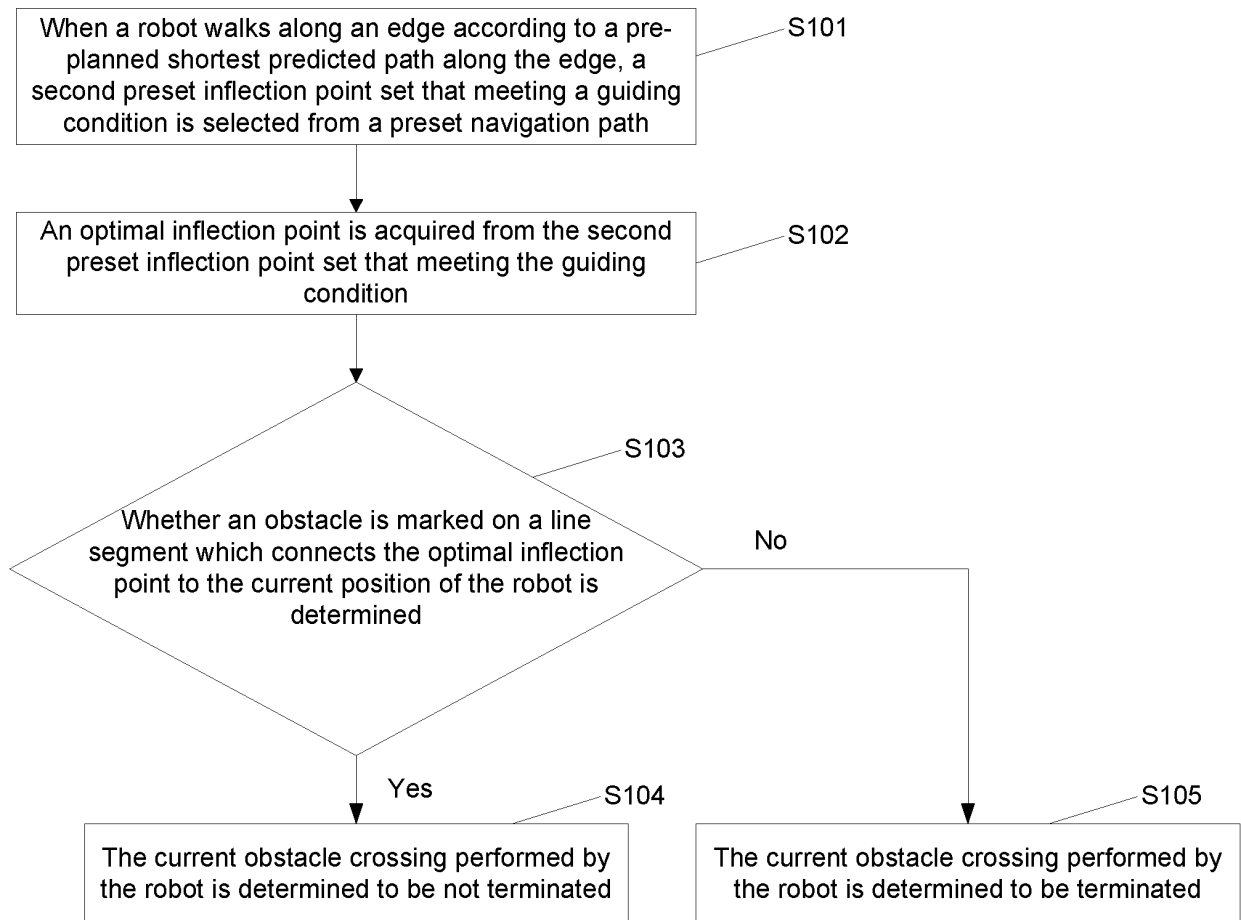 When a robot walks along an edge according to a pre-
planned shortest predicted path along the edge, a
second preset inflection point set that meeting a guiding
condition is selected from a preset navigation path
S101
An optimal inflection point is acquired from the second
preset inflection point set that meeting the guiding
condition
S102
S103
Whether an obstacle is marked on a line
segment which connects the optimal inflection
point to the current position of the robot is
determined
No
Yes
S104
The current obstacle crossing performed by
the robot is determined to be not terminated
S105
The current obstacle crossing performed by
the robot is determined to be terminated